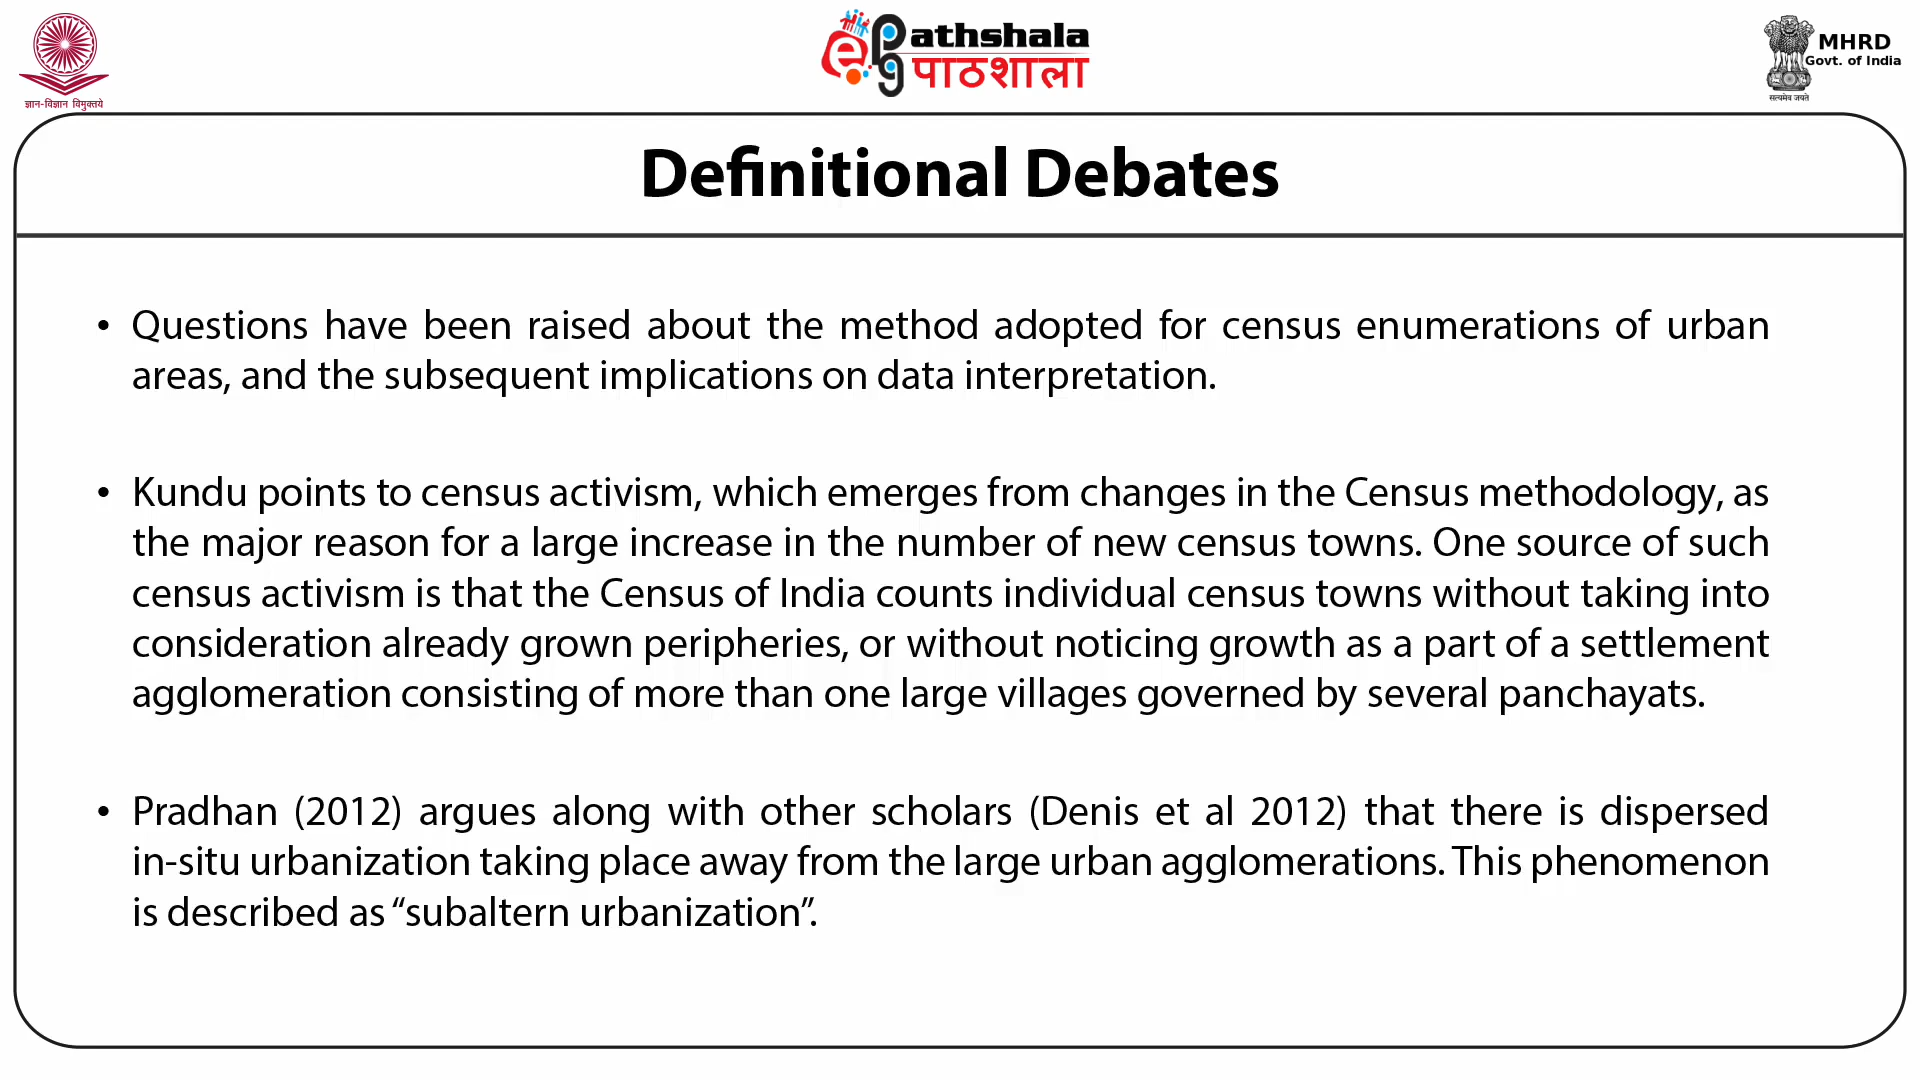 ज्ञान-विज्ञान विमुक्तये
ePathshala
पाठशाला
MHRD
Govt. of India
सत्यमेव जयते
Definitional Debates
• Questions have been raised about the method adopted for census enumerations of urban
areas, and the subsequent implications on data interpretation.
• Kundu points to census activism, which emerges from changes in the Census methodology, as
the major reason for a large increase in the number of new census towns. One source of such
census activism is that the Census of India counts individual census towns without taking into
consideration already grown peripheries, or without noticing growth as a part of a settlement
agglomeration consisting of more than one large villages governed by several panchayats.
• Pradhan (2012) argues along with other scholars (Denis et al 2012) that there is dispersed
in-situ urbanization taking place away from the large urban agglomerations. This phenomenon
is described as “subaltern urbanization”.